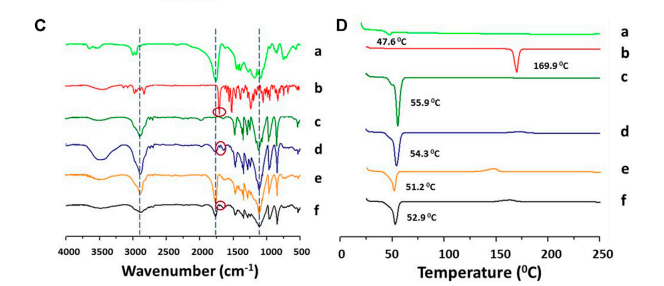 C
a
b
c
d
e
f
4000 3500 3000 2500 2000 1500 1000 500
Wavenumber (cm-1)
D
a
47.6 ⁰C
b
169.9 ⁰C
c
55.9 ⁰C
d
54.3 ⁰C
e
51.2 ⁰C
f
52.9 ⁰C
0 50 100 150 200 250
Temperature (⁰C)